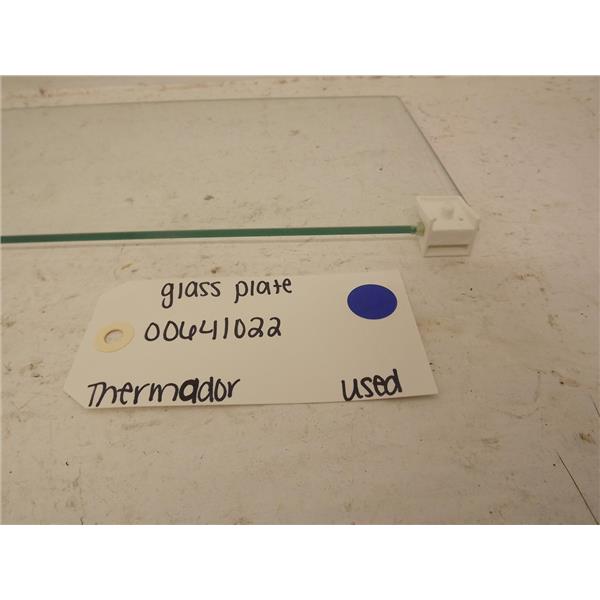 glass plate
00641022
Thermador used